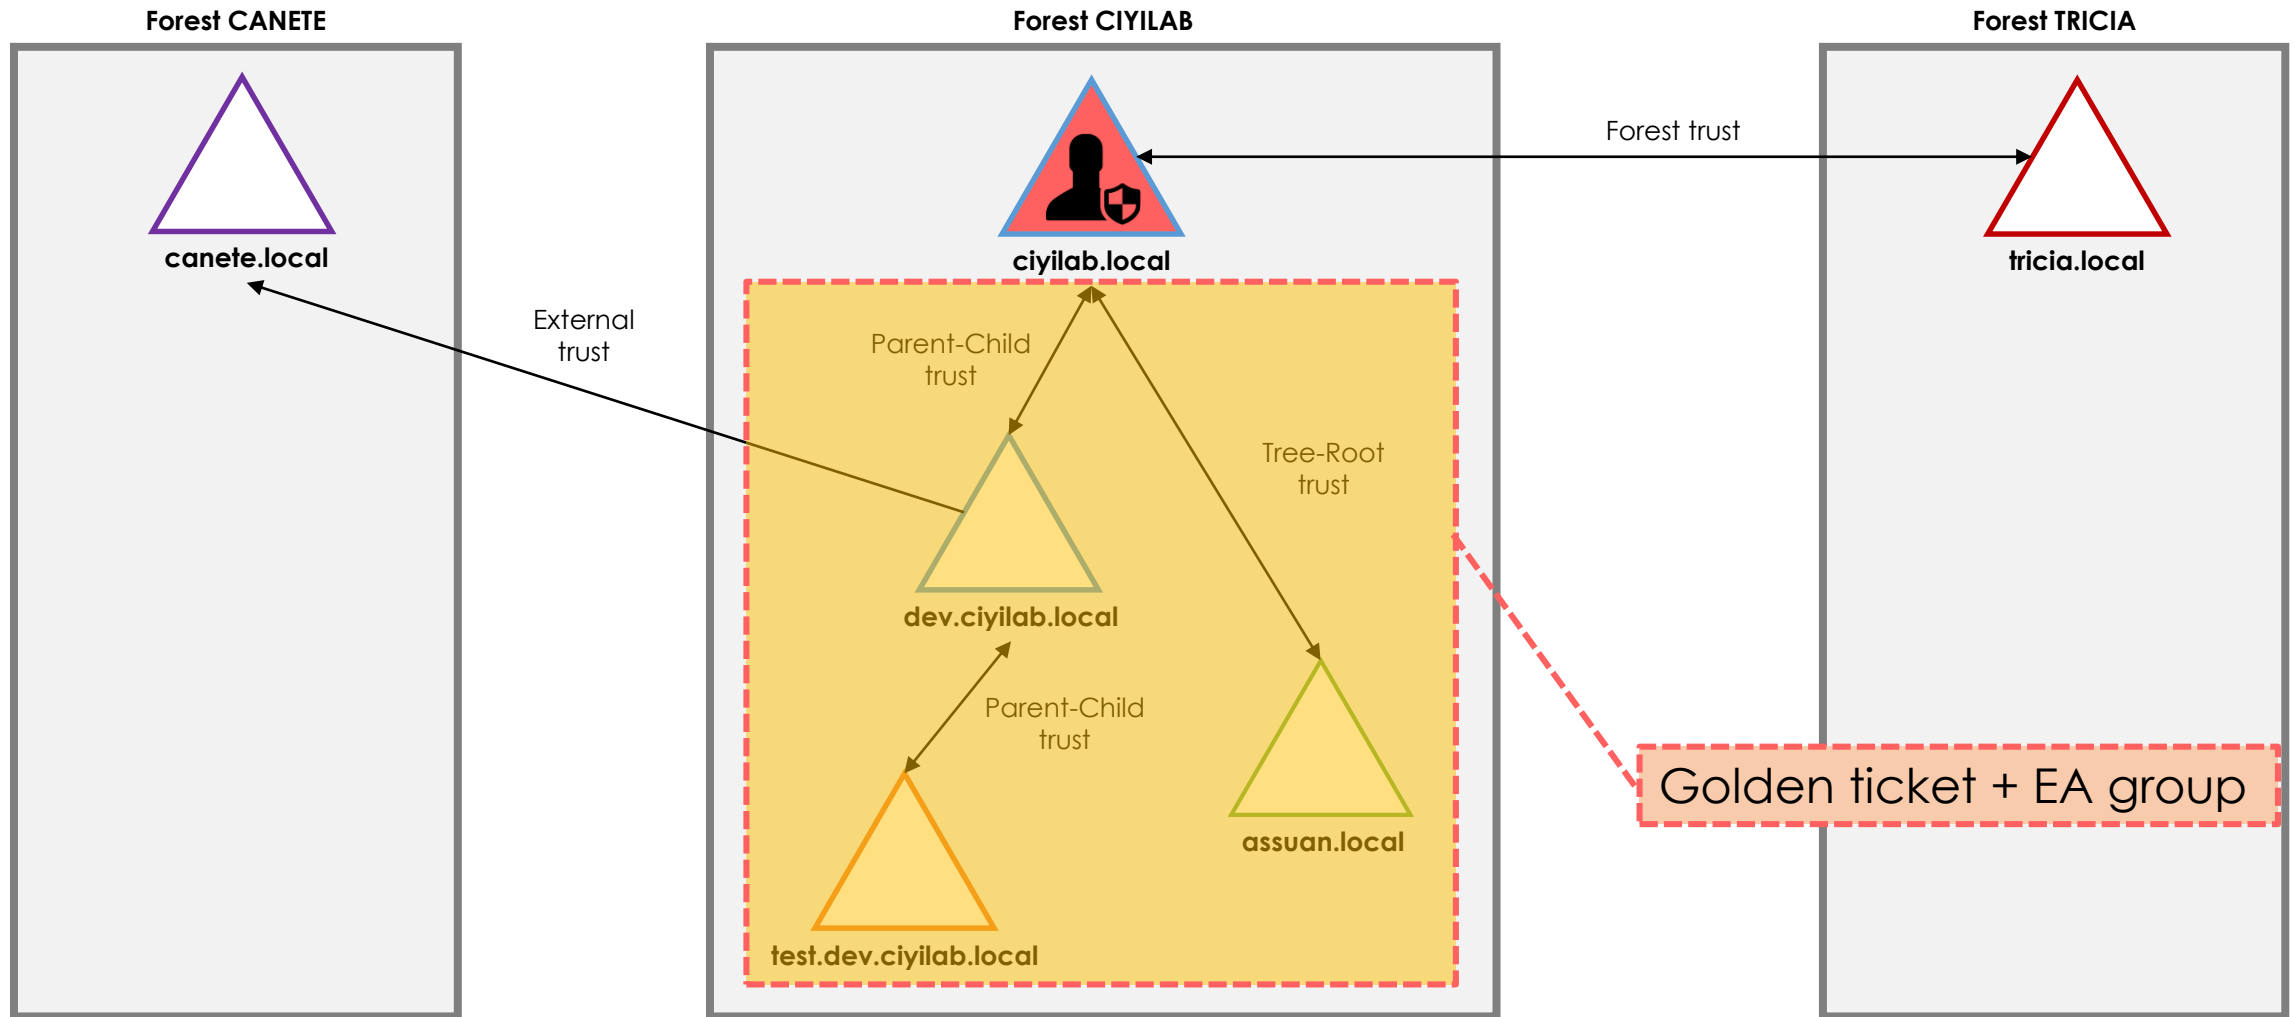 Forest CANETE
Forest CIYILAB
Forest TRICIA
Forest trust
canete.local
ciyilab.local
tricia.local
External
trust
Parent-Child
trust
Tree-Root
trust
dev.ciyilab.local
Parent-Child
trust
Golden ticket + EA group
assuan.local
test.dev.ciyilab.local